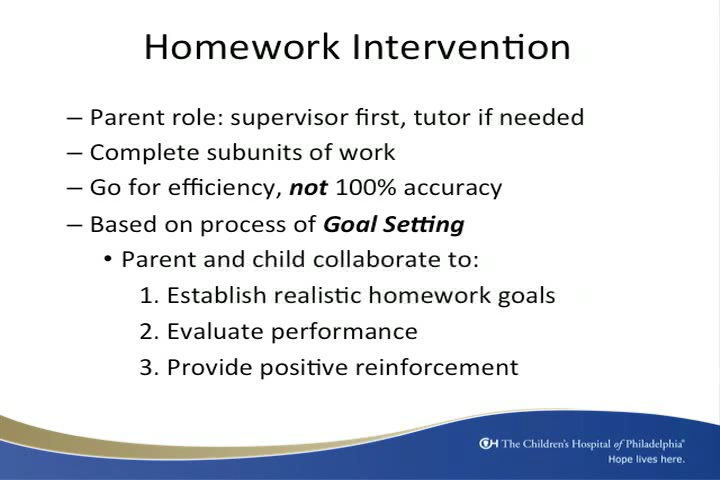 Homework Intervention
– Parent role: supervisor first, tutor if needed
– Complete subunits of work
– Go for efficiency, not 100% accuracy
– Based on process of Goal Setting
• Parent and child collaborate to:
1. Establish realistic homework goals
2. Evaluate performance
3. Provide positive reinforcement
CH The Children's Hospital of Philadelphia®
Hope lives here.